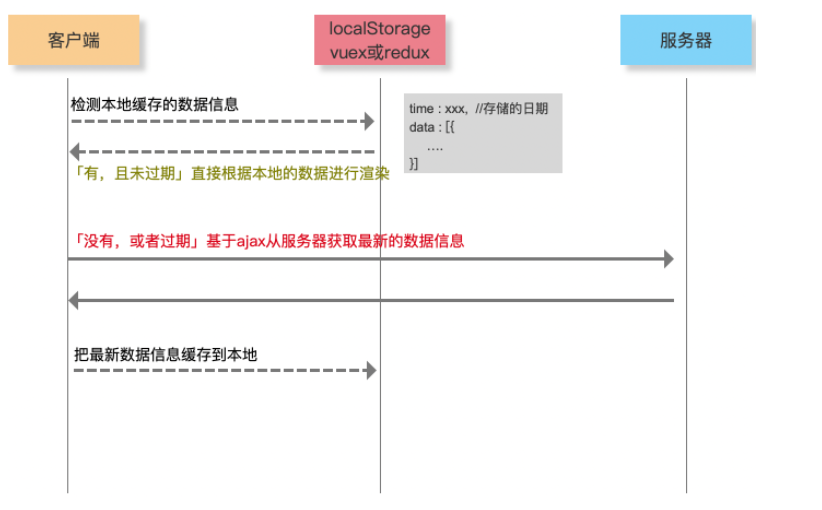 客户端
localStorage
vuex或redux
服务器
检测本地缓存的数据信息
time : xxx,  //存储的日期
data : [{
....
}]
「有，且未过期」直接根据本地的数据进行渲染
「没有，或者过期」基于ajax从服务器获取最新的数据信息
把最新数据信息缓存到本地